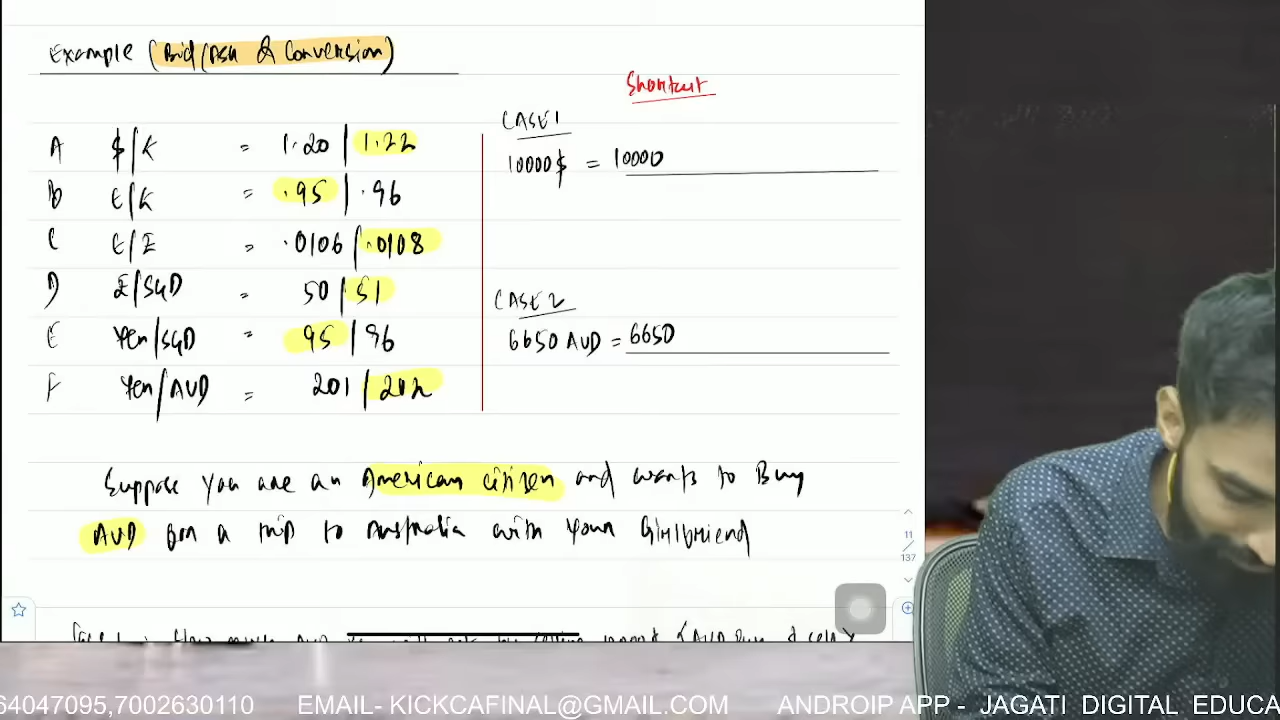 Example (Bid/Ask & Conversion)
Shortcut
CASE 1
A $/K = 1.20 | 1.22
10000$ = 10000
B €/K = .95 | .96
C €/£ = .0106 | .0108
D £/SGD = 50 | 51
CASE 2
E Yen/SGD = 95 | 96
6650 AUD = 6650
F Yen/AUD = 201 | 202
Suppose you are an American citizen and wants to Buy
AUD for a trip to Australia with your Girlfriend
11
137
64047095,7002630110 EMAIL- KICKCAFINAL@GMAIL.COM ANDROIP APP - JAGATI DIGITAL EDUCA